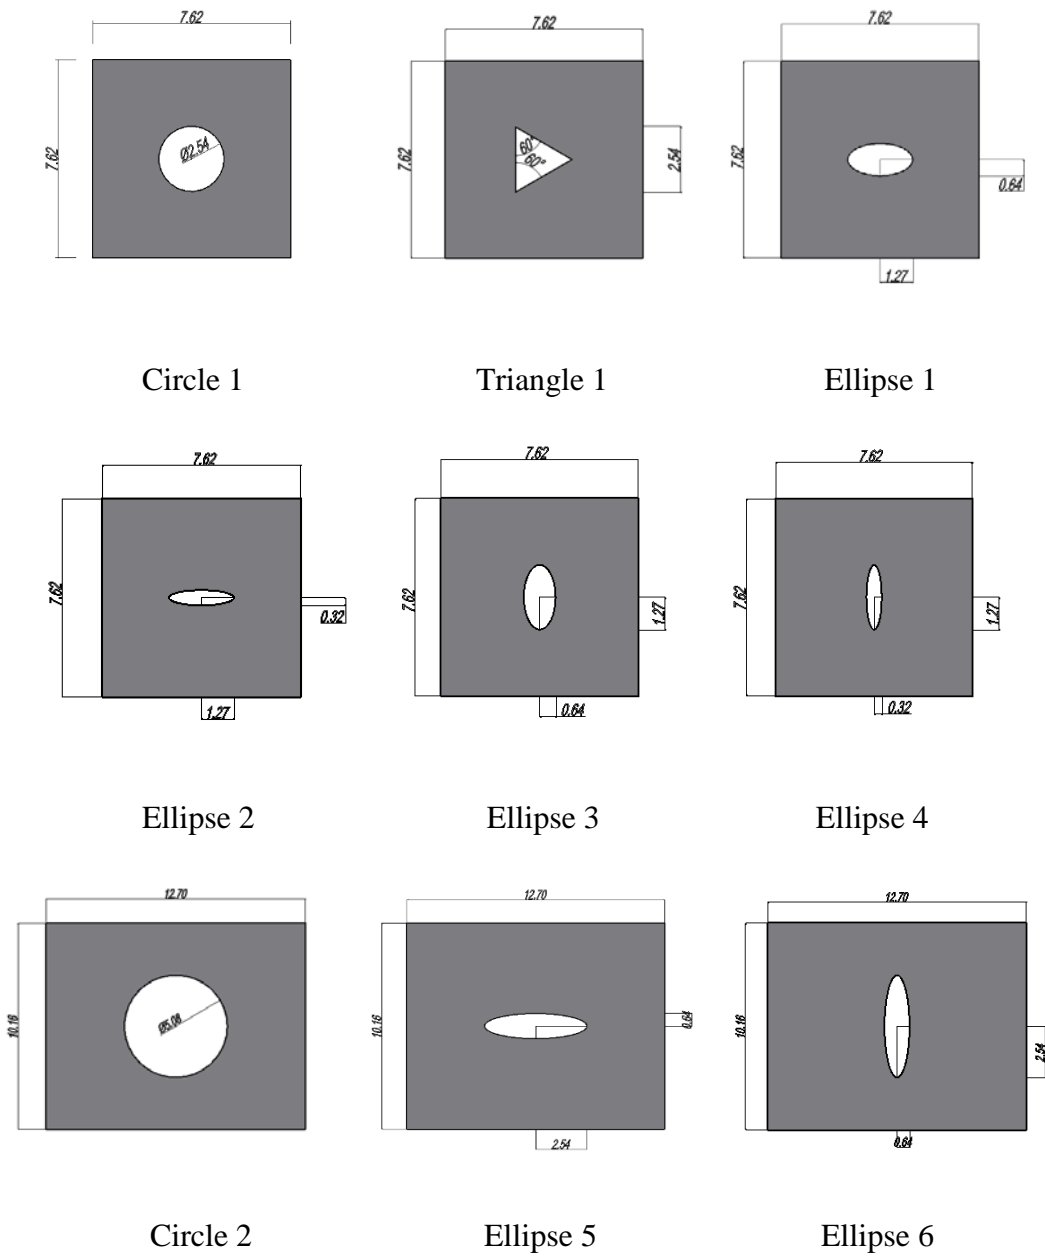 7.62 7.62 7.62
7.62 Ø2.54 7.62 60° 60° 2.54 7.62 0.64
1.27
Circle 1 Triangle 1 Ellipse 1
7.62 7.62 7.62
7.62 0.32 7.62 1.27 7.62 1.27
1.27 0.64 0.32
Ellipse 2 Ellipse 3 Ellipse 4
12.70 12.70 12.70
10.16 Ø5.08 10.16 0.64 10.16 2.54
2.54 0.64
Circle 2 Ellipse 5 Ellipse 6